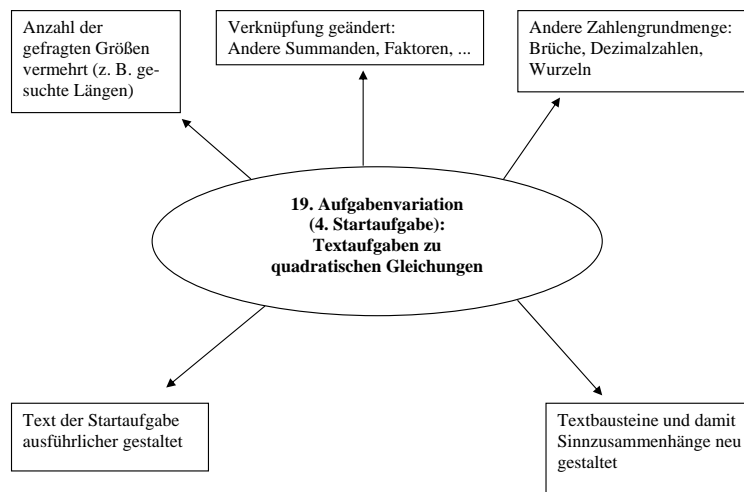 Anzahl der
gefragten Größen
vermehrt (z. B. ge-
suchte Längen)
Verknüpfung geändert:
Andere Summanden, Faktoren, ...
Andere Zahlengrundmenge:
Brüche, Dezimalzahlen,
Wurzeln
19. Aufgabenvariation
(4. Startaufgabe):
Textaufgaben zu
quadratischen Gleichungen
Text der Startaufgabe
ausführlicher gestaltet
Textbausteine und damit
Sinnzusammenhänge neu
gestaltet